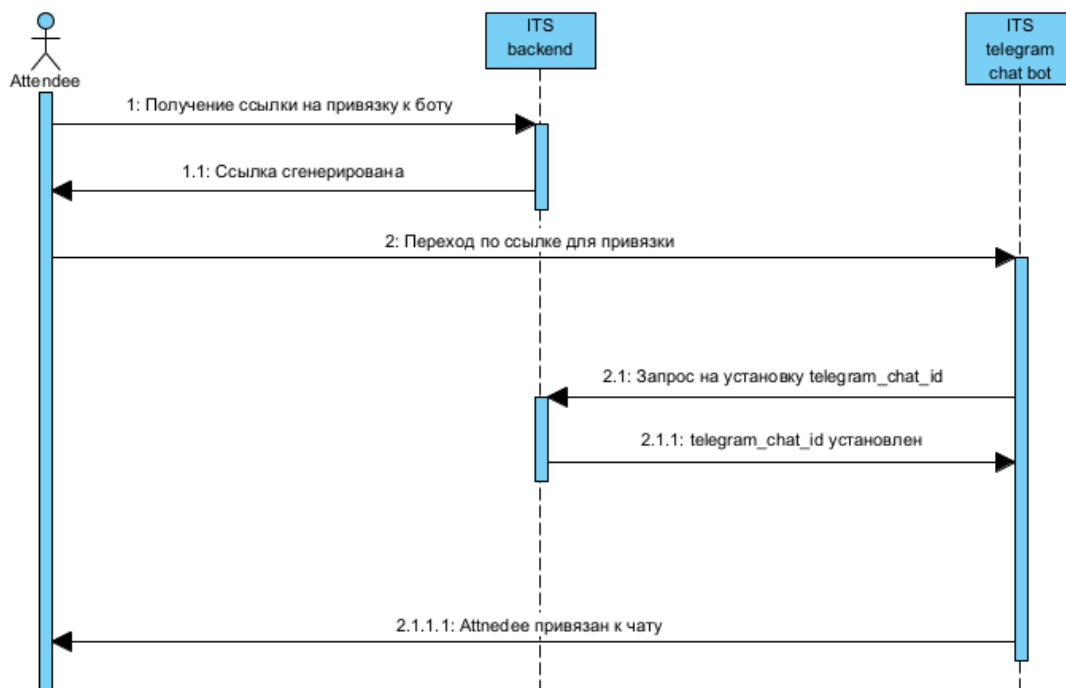 ITS
backend
ITS
telegram
chat bot
Attendee
1: Получение ссылки на привязку к боту
1.1: Ссылка сгенерирована
2: Переход по ссылке для привязки
2.1: Запрос на установку telegram_chat_id
2.1.1: telegram_chat_id установлен
2.1.1.1: Attnedee привязан к чату